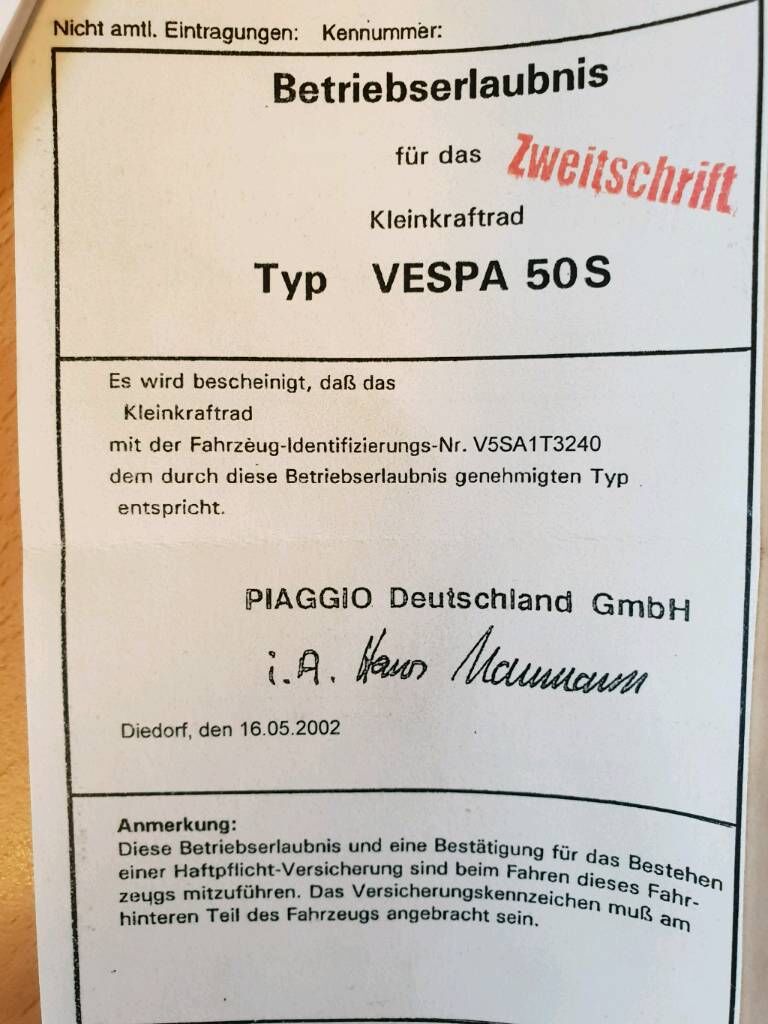 Nicht amtl. Eintragungen: Kennummer:
Betriebserlaubnis
für das
Zweitschrift
Kleinkraftrad
Typ VESPA 50 S
Es wird bescheinigt, daß das
Kleinkraftrad
mit der Fahrzeug-Identifizierungs-Nr. V5SA1T3240
dem durch diese Betriebserlaubnis genehmigten Typ
entspricht.
PIAGGIO Deutschland GmbH
i.A. Hans Naumann
Diedorf, den 16.05.2002
Anmerkung:
Diese Betriebserlaubnis und eine Bestätigung für das Bestehen
einer Haftpflicht-Versicherung sind beim Fahren dieses Fahr-
zeugs mitzuführen. Das Versicherungskennzeichen muß am
hinteren Teil des Fahrzeugs angebracht sein.